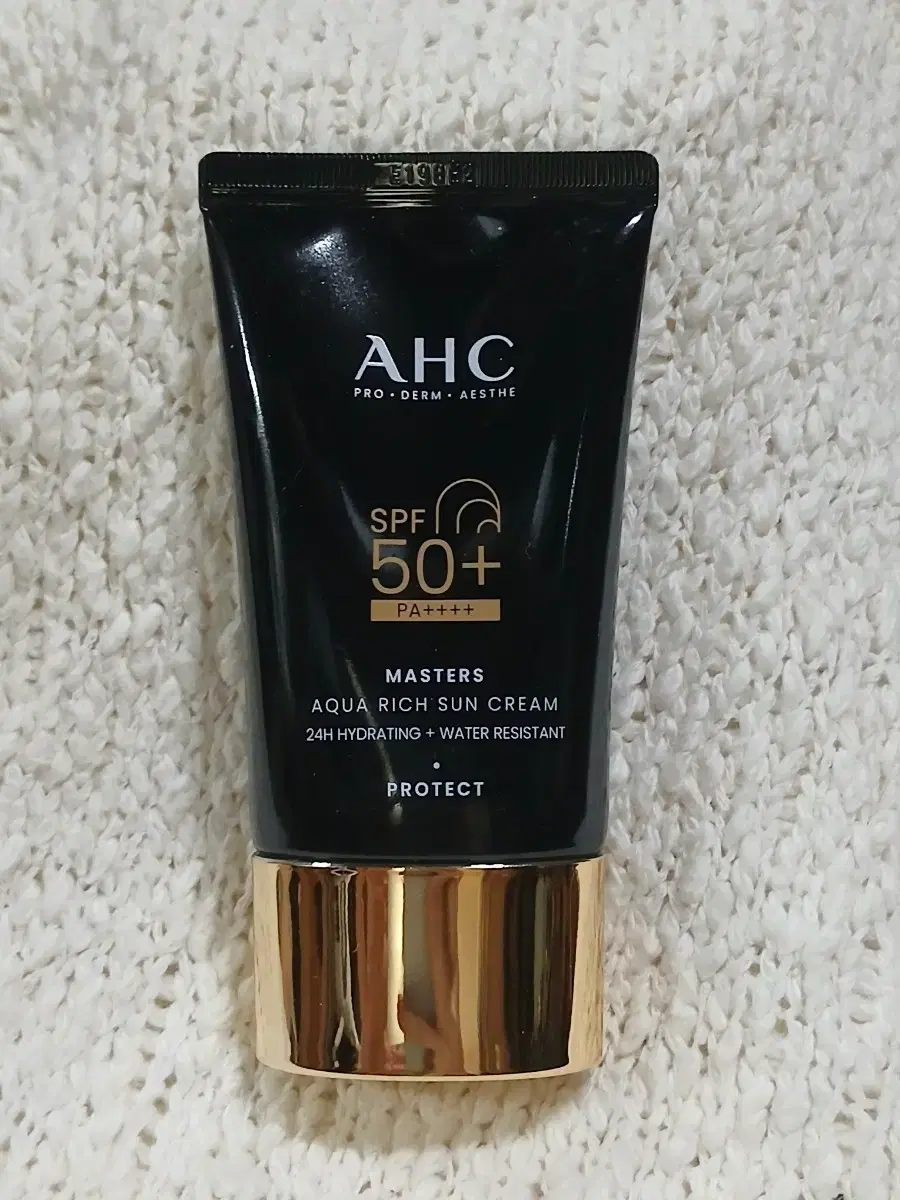 AHC
PRO • DERM • AESTHE
SPF
50+
PA++++
MASTERS
AQUA RICH SUN CREAM
24H HYDRATING + WATER RESISTANT
•
PROTECT